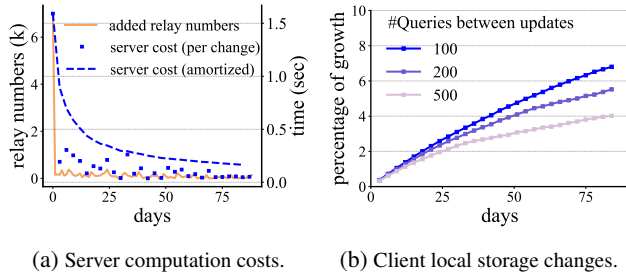 added relay numbers
server cost (per change)
server cost (amortized)
relay numbers (k)
6
4
2
0
time (sec)
1.5
1.0
0.5
0.0
0
25
50
75
days
(a) Server computation costs.
#Queries between updates
100
200
500
percentage of growth
10
8
6
4
2
0
0
25
50
75
days
(b) Client local storage changes.